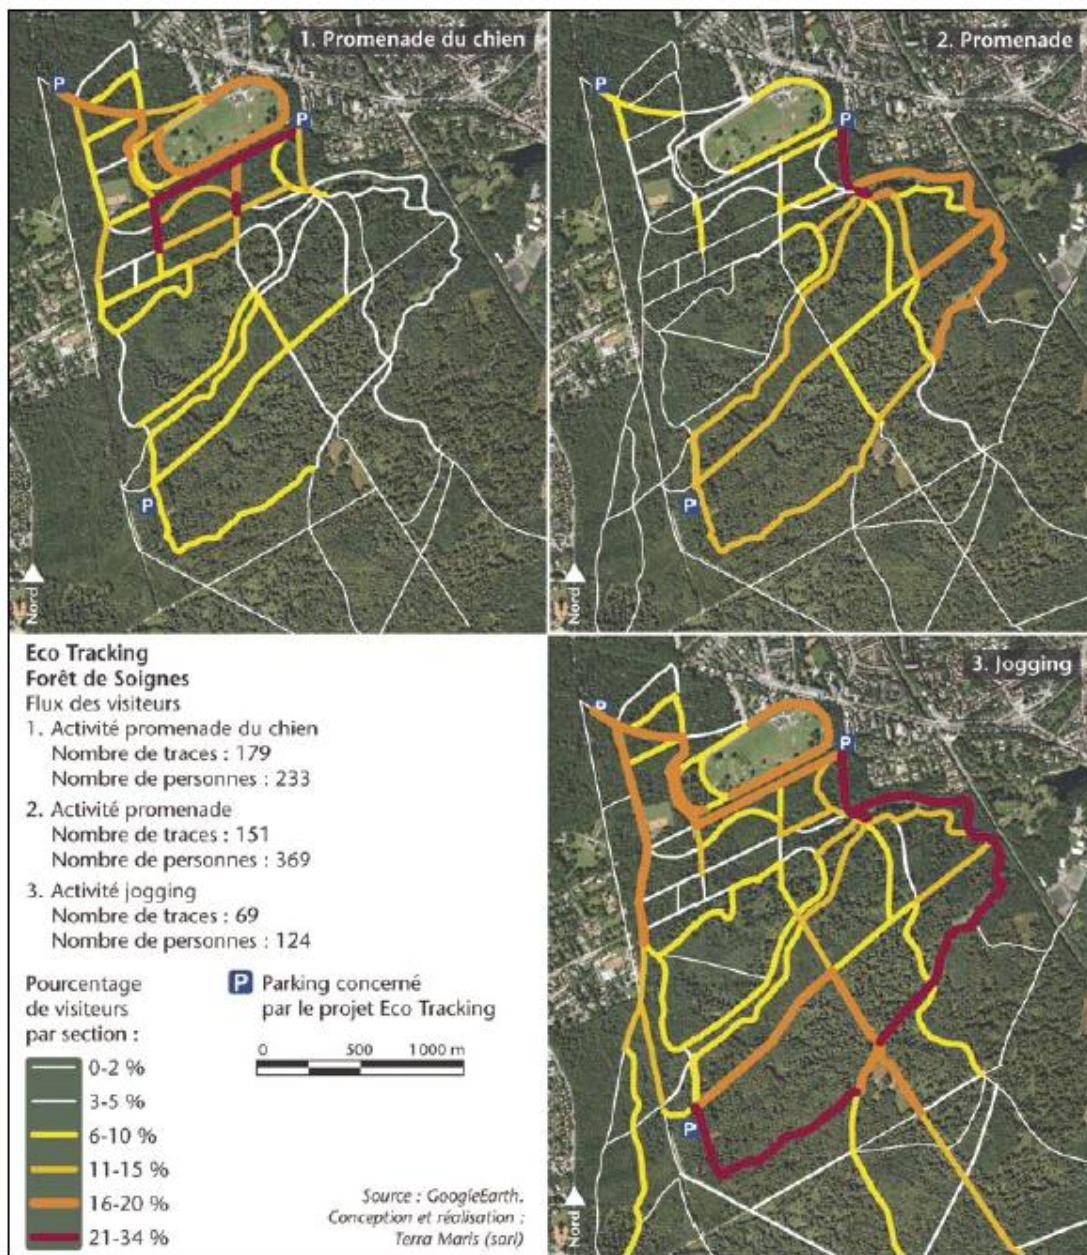 1. Promenade du chien
2. Promenade
P
P
P
P
P
P
Nord
Nord
Eco Tracking
Forêt de Soignes
Flux des visiteurs
1. Activité promenade du chien
Nombre de traces : 179
Nombre de personnes : 233
2. Activité promenade
Nombre de traces : 151
Nombre de personnes : 369
3. Activité jogging
Nombre de traces : 69
Nombre de personnes : 124
Pourcentage
de visiteurs
par section :
0-2 %
3-5 %
6-10 %
11-15 %
16-20 %
21-34 %
P Parking concerné
par le projet Eco Tracking
0 500 1000 m
Source : GoogleEarth.
Conception et réalisation :
Terra Maris (sarl)
3. Jogging
P
P
P
Nord